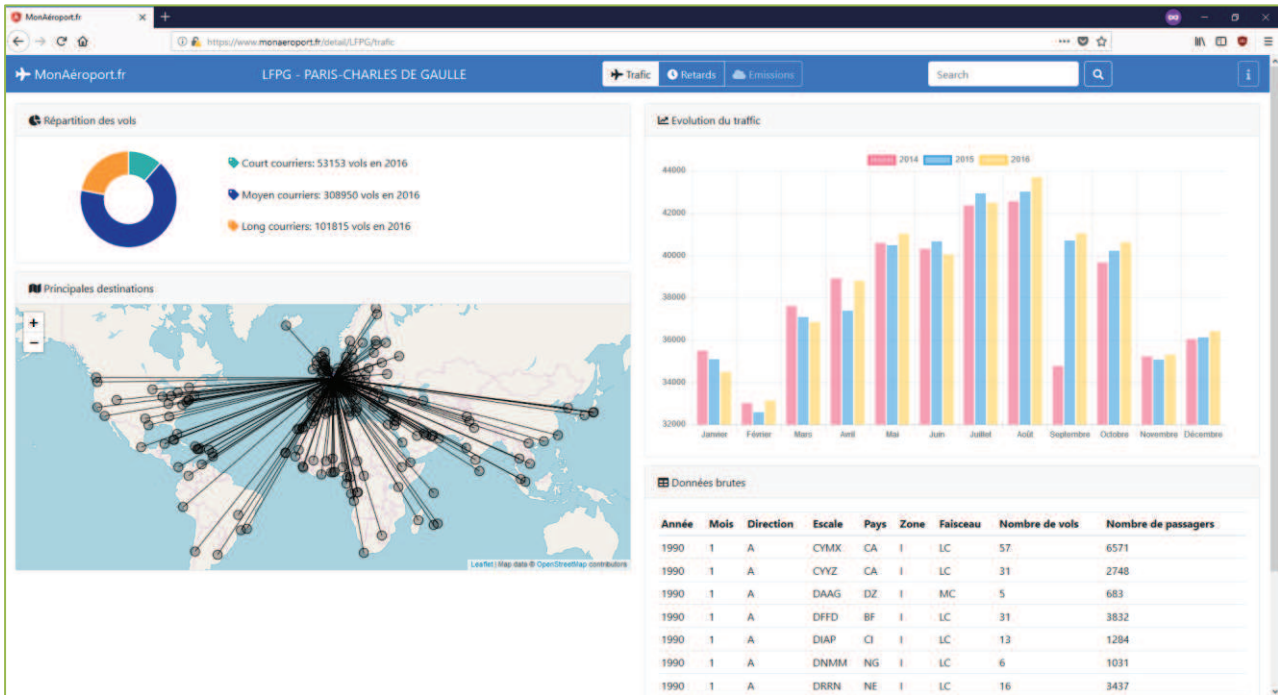 MonAéroport.fr
https://www.monaeroport.fr/detail/LFPG/trafic
MonAéroport.fr
LFPG - PARIS-CHARLES DE GAULLE
Trafic
Retards
Emissions
Search
Répartition des vols
Court courriers: 53153 vols en 2016
Moyen courriers: 308950 vols en 2016
Long courriers: 101815 vols en 2016
Principales destinations
+
−
Leaflet | Map data © OpenStreetMap contributors
Evolution du traffic
2014 2015 2016
44000
42000
40000
38000
36000
34000
32000
Janvier Février Mars Avril Mai Juin Juillet Août Septembre Octobre Novembre Décembre
Données brutes
Année Mois Direction Escale Pays Zone Faisceau Nombre de vols Nombre de passagers
1990 1 A CYMX CA I LC 57 6571
1990 1 A CYYZ CA I LC 31 2748
1990 1 A DAAG DZ I MC 5 683
1990 1 A DFFD BF I LC 31 3832
1990 1 A DIAP CI I LC 13 1284
1990 1 A DNMM NG I LC 6 1031
1990 1 A DRRN NE I LC 16 3437